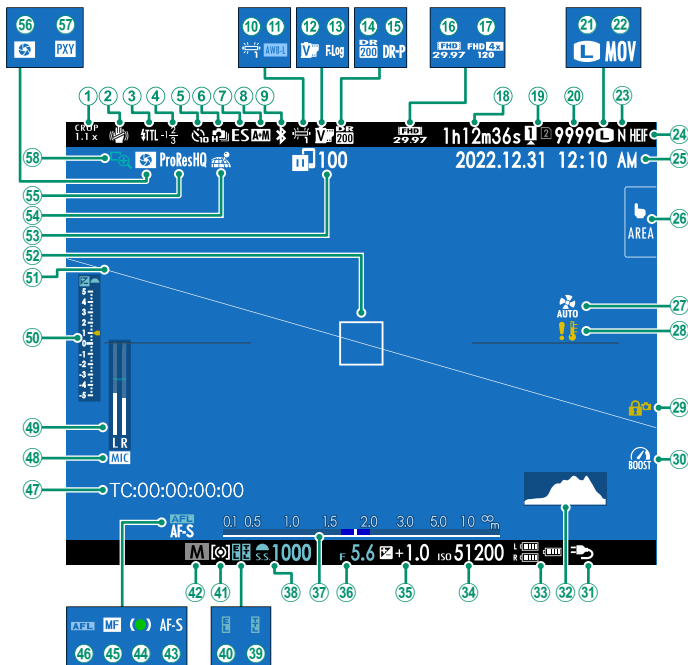 56 57 10 11 12 13 14 15 16 17 21 22
PXY AWB-L V F-Log DR 200 DR-P FHD 29.97 FHD 4x 120 L MOV
1 2 3 4 5 6 7 8 9 18 19 20 23
CROP 1.1x TTL -1 2/3 10 H ES A+M V DR 200 FHD 29.97 1h12m36s 1 2 9999 L N HEIF 24
58 ProResHQ 100 2022.12.31 12:10 AM 25
55
54
53
AREA 26
52
51
5
4
3
2
1
0
-1
-2
-3
-4
-5
50
AUTO 27
28
29
49
L R
48 MIC
BOOST 30
47 TC:00:00:00:00
AFL
AF-S
0.1 0.5 1.0 1.5 2.0 3.0 5.0 10 ∞ m
M S.S. 1000 F 5.6 +1.0 ISO 51200 L R
42 41 38 37 36 35 34 33 32 31
AFL MF AF-S
46 45 44 43 40 39